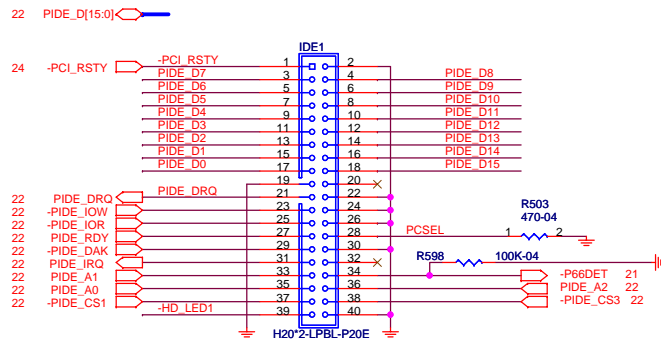 22 PIDE_D[15:0]
IDE1
24 -PCI_RSTY -PCI_RSTY 1 2
PIDE_D7 3 4 PIDE_D8
PIDE_D6 5 6 PIDE_D9
PIDE_D5 7 8 PIDE_D10
PIDE_D4 9 10 PIDE_D11
PIDE_D3 11 12 PIDE_D12
PIDE_D2 13 14 PIDE_D13
PIDE_D1 15 16 PIDE_D14
PIDE_D0 17 18 PIDE_D15
19 20
22 PIDE_DRQ PIDE_DRQ 21 22
22 -PIDE_IOW 23 24
R503
470-04
22 -PIDE_IOR 25 26
22 PIDE_RDY 27 28 PCSEL 1 2
22 -PIDE_DAK 29 30
R598 100K-04
22 PIDE_IRQ 31 32
22 PIDE_A1 33 34 -P66DET 21
22 PIDE_A0 35 36 PIDE_A2 22
22 -PIDE_CS1 37 38 -PIDE_CS3 22
-HD_LED1 39 40
H20*2-LPBL-P20E